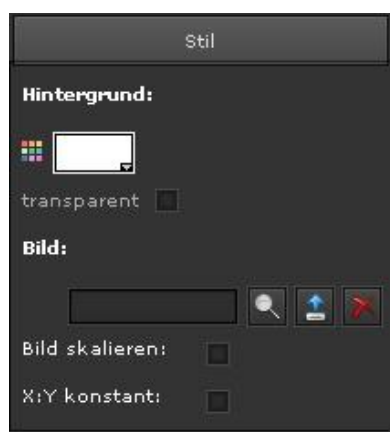 Stil
Hintergrund:
transparent
Bild:
Bild skalieren:
X:Y konstant: